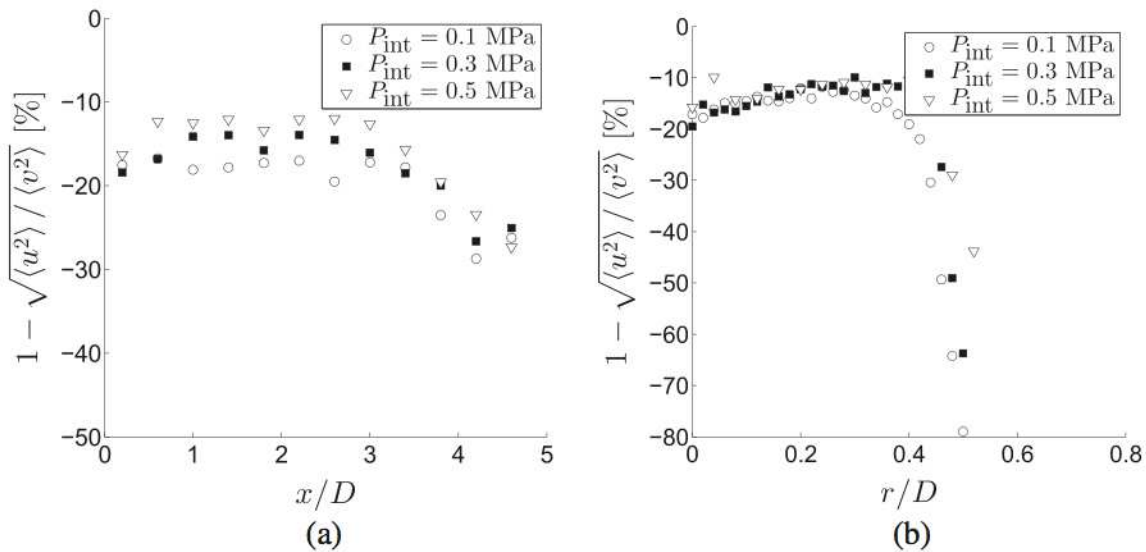 0
−10
−20
−30
−40
−50
0 1 2 3 4 5
1 − √⟨u²⟩ / ⟨v²⟩ [%]
x/D
P_int = 0.1 MPa
P_int = 0.3 MPa
P_int = 0.5 MPa
(a)
0
−10
−20
−30
−40
−50
−60
−70
−80
0 0.2 0.4 0.6 0.8
1 − √⟨u²⟩ / ⟨v²⟩ [%]
r/D
P_int = 0.1 MPa
P_int = 0.3 MPa
P_int = 0.5 MPa
(b)